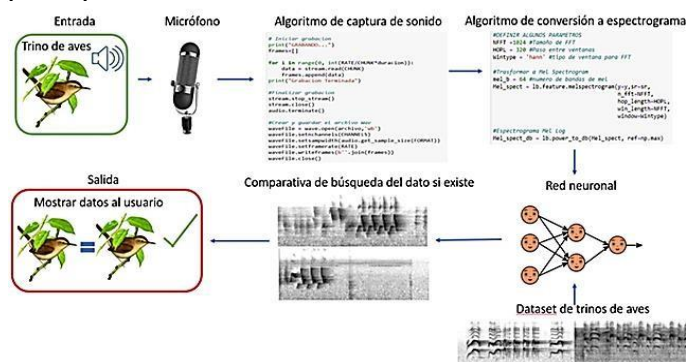 Entrada
Trino de aves
Micrófono
Algoritmo de captura de sonido
# Iniciar grabacion
print("GRABANDO...")
frames=[]
for i in range(0, int(RATE/CHUNK*duracion)):
data = stream.read(CHUNK)
frames.append(data)
print("Grabacion Terminada")
#Finalizar grabacion
stream.stop_stream()
stream.close()
audio.terminate()
#Crear y guardar el archivo wav
waveFile = wave.open(archivo,'wb')
waveFile.setnchannels(CHANNELS)
waveFile.setsampwidth(audio.get_sample_size(FORMAT))
waveFile.setframerate(RATE)
waveFile.writeframes(b''.join(frames))
waveFile.close()
Algoritmo de conversión a espectrograma
#DEFINIR ALGUNOS PARAMETROS
NFFT =1024 #Tamaño de FFT
HOPL = 320 #Paso entre ventanas
Wintype = 'hann' #tipo de ventana para FFT
#Trasformar a Mel Spectrogram
mel_b = 64 #numero de bandas de mel
Mel_spect = lb.feature.melspectrogram(y=y,sr=sr,
n_fft=NFFT,
hop_length=HOPL,
win_length=NFFT,
window=Wintype)
#Espectrograma Mel Log
Mel_spect_db = lb.power_to_db(Mel_spect, ref=np.max)
Salida
Mostrar datos al usuario
Comparativa de búsqueda del dato si existe
Red neuronal
Dataset de trinos de aves